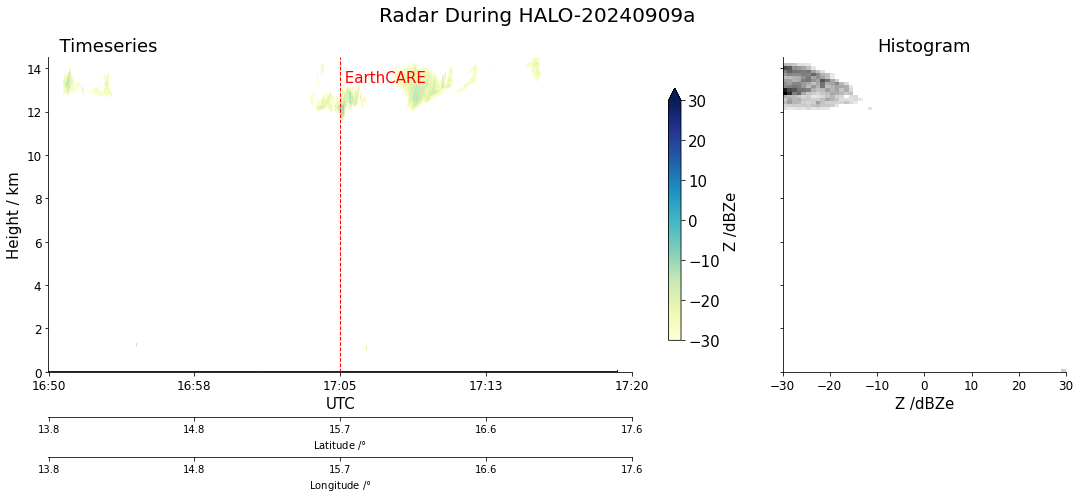 Radar During HALO-20240909a
Timeseries
Histogram
EarthCARE
Height / km
14
12
10
8
6
4
2
0
16:50 16:58 17:05 17:13 17:20
UTC
13.8 14.8 15.7 16.6 17.6
Latitude /°
13.8 14.8 15.7 16.6 17.6
Longitude /°
30
20
10
0
−10
−20
−30
Z /dBZe
−30 −20 −10 0 10 20 30
Z /dBZe